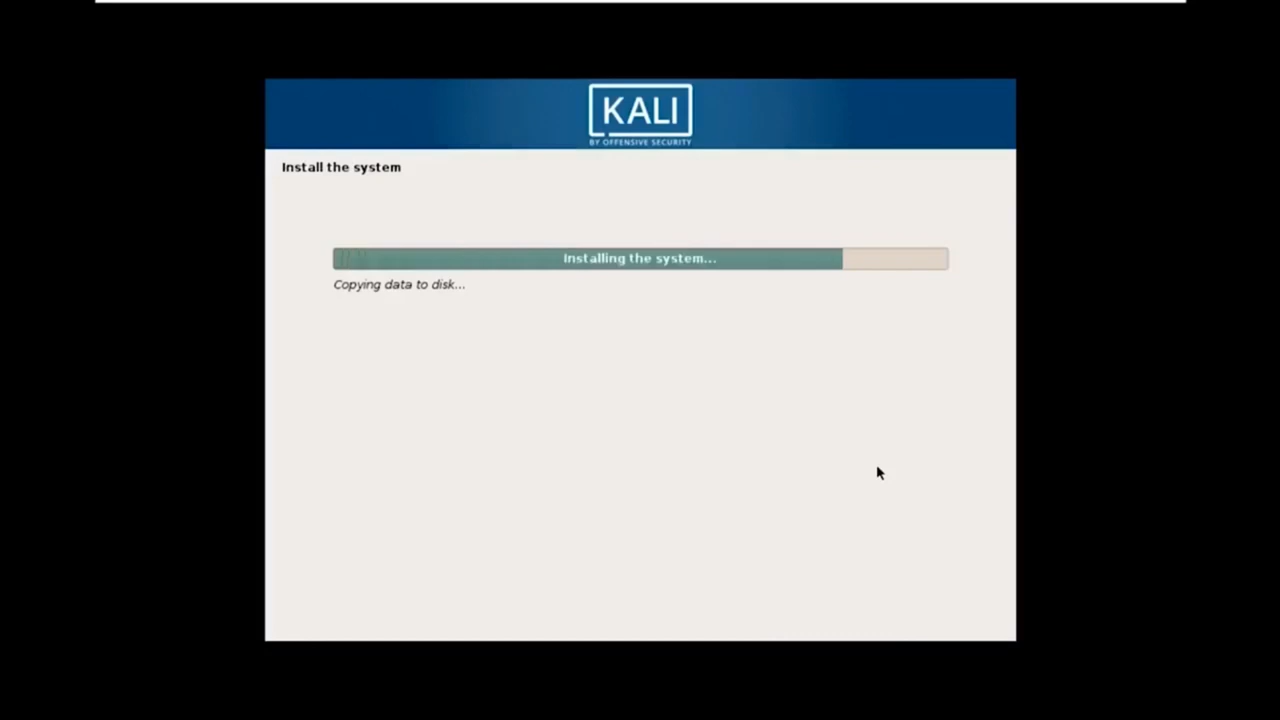 KALI
BY OFFENSIVE SECURITY
Install the system
Installing the system...
Copying data to disk...